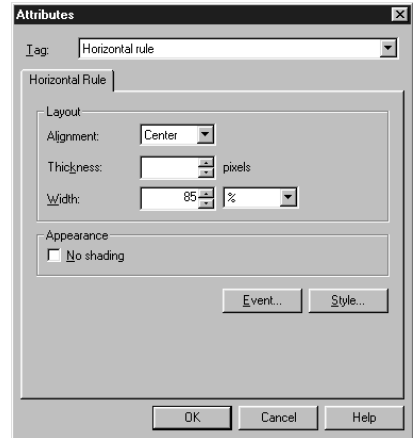 Attributes
Tag: Horizontal rule
Horizontal Rule
Layout
Alignment: Center
Thickness: pixels
Width: 85 %
Appearance
No shading
Event... Style...
OK Cancel Help